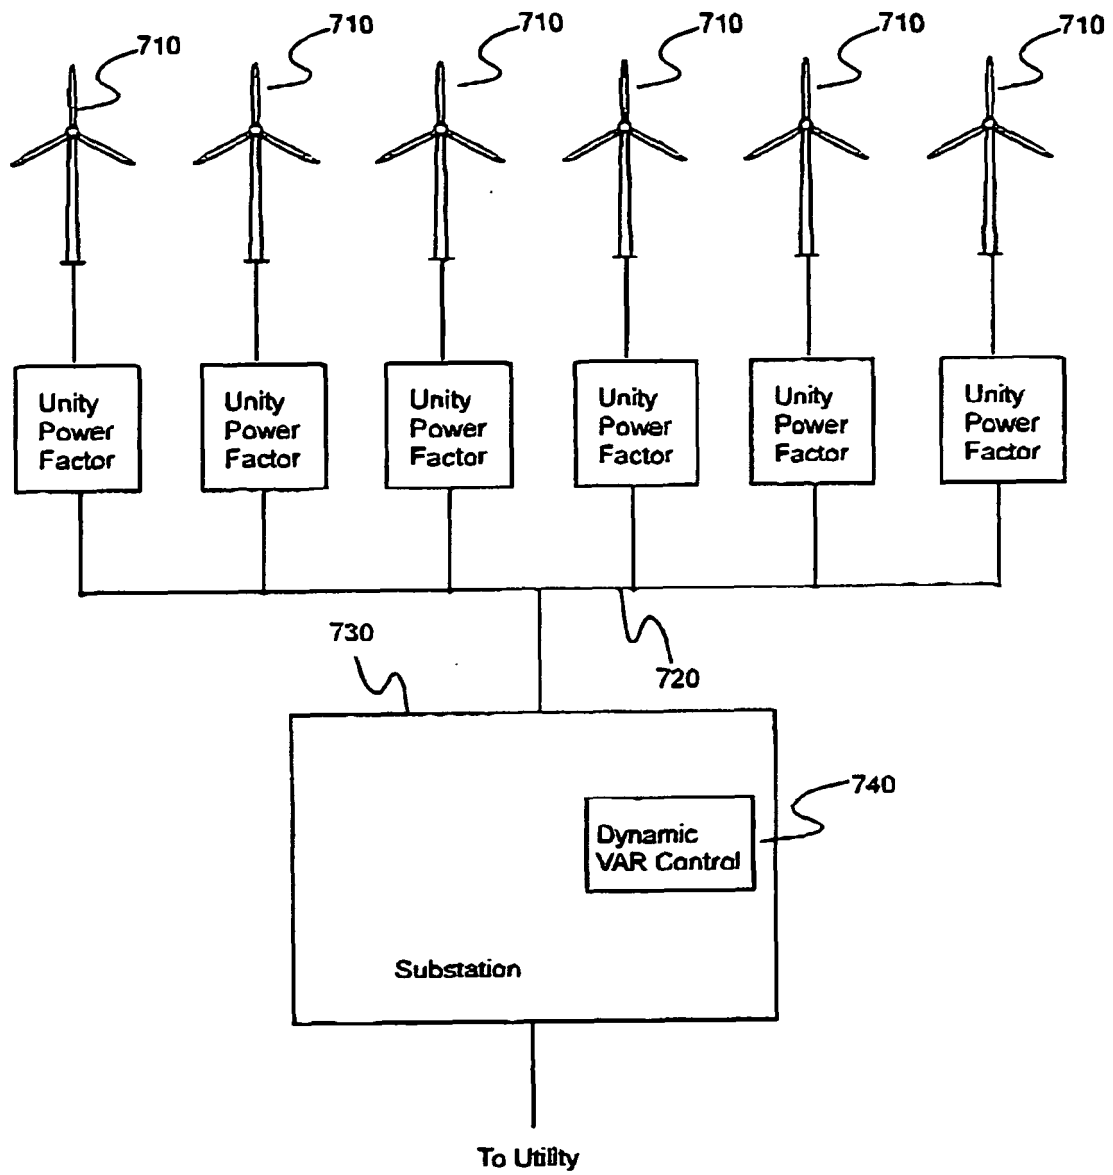 710
710
710
710
710
710
Unity
Power
Factor
Unity
Power
Factor
Unity
Power
Factor
Unity
Power
Factor
Unity
Power
Factor
Unity
Power
Factor
730
720
740
Dynamic
VAR Control
Substation
To Utility